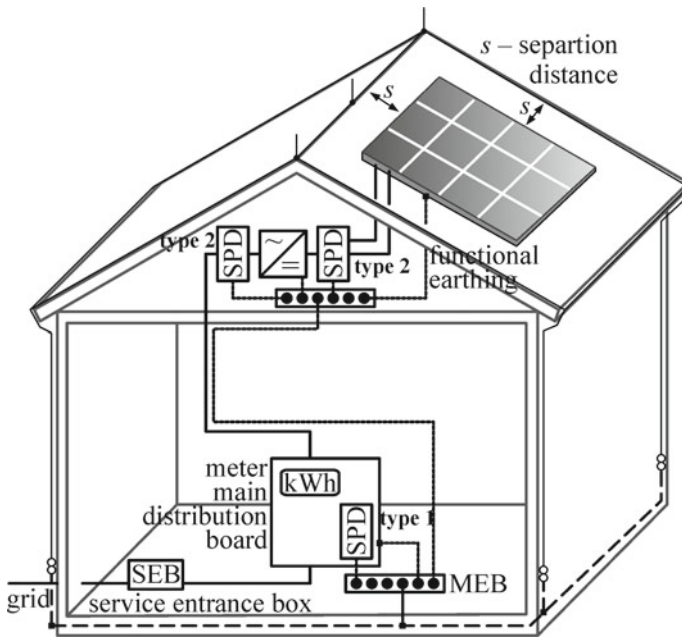 s – separtion
distance
s
s
type 2
SPD
~
=
SPD
type 2
functional
earthing
meter
main
distribution
board
kWh
type 1
SPD
SEB
MEB
grid
service entrance box